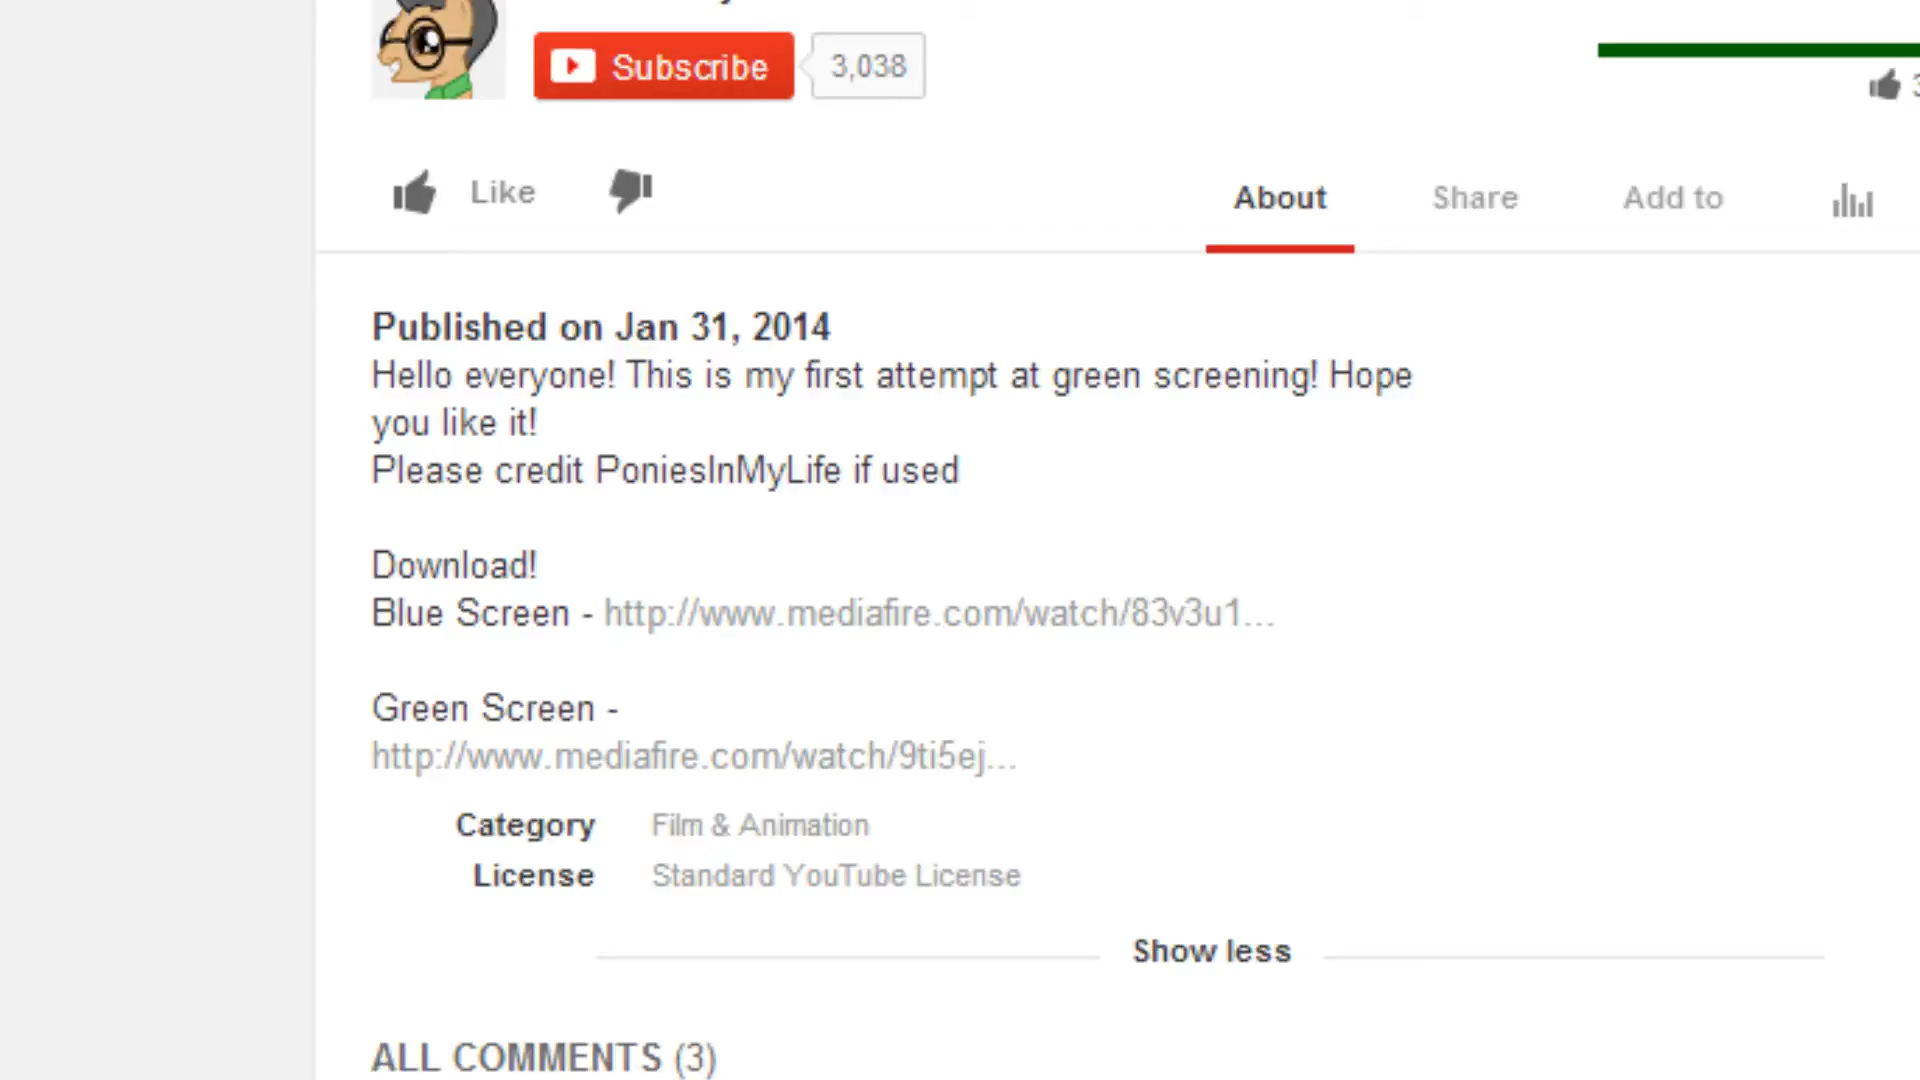 Subscribe 3,038
Like
About Share Add to
Published on Jan 31, 2014
Hello everyone! This is my first attempt at green screening! Hope
you like it!
Please credit PoniesInMyLife if used
Download!
Blue Screen - http://www.mediafire.com/watch/83v3u1...
Green Screen -
http://www.mediafire.com/watch/9ti5ej...
Category Film & Animation
License Standard YouTube License
Show less
ALL COMMENTS (3)